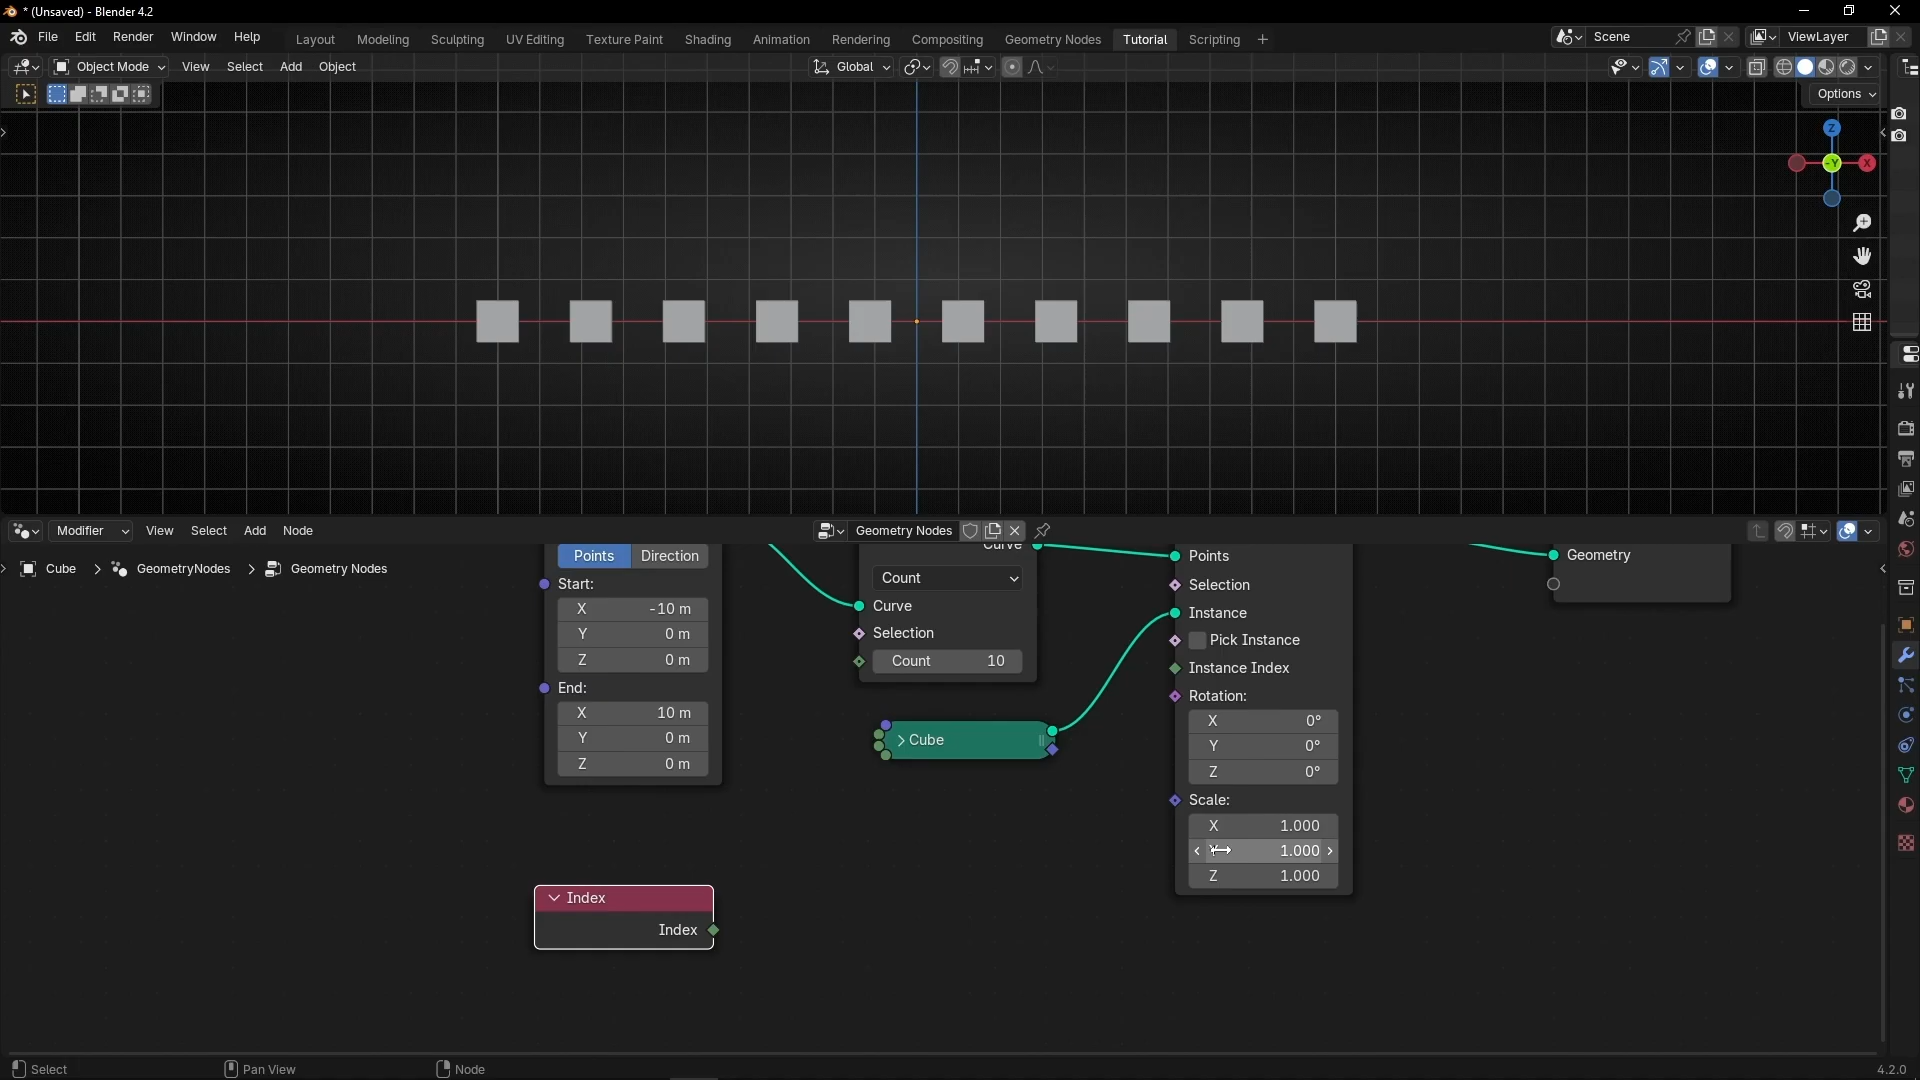 * (Unsaved) - Blender 4.2
File Edit Render Window Help Layout Modeling Sculpting UV Editing Texture Paint Shading Animation Rendering Compositing Geometry Nodes Tutorial Scripting + Scene ViewLayer
Object Mode View Select Add Object Global
Options
Z
-Y X
Modifier View Select Add Node Geometry Nodes
Cube > GeometryNodes > Geometry Nodes
Points Direction
Start:
X -10 m
Y 0 m
Z 0 m
End:
X 10 m
Y 0 m
Z 0 m
Curve
Count
Curve
Selection
Count 10
Cube
Points
Selection
Instance
Pick Instance
Instance Index
Rotation:
X 0°
Y 0°
Z 0°
Scale:
X 1.000
Y 1.000
Z 1.000
Geometry
Index
Index
Select Pan View Node 4.2.0